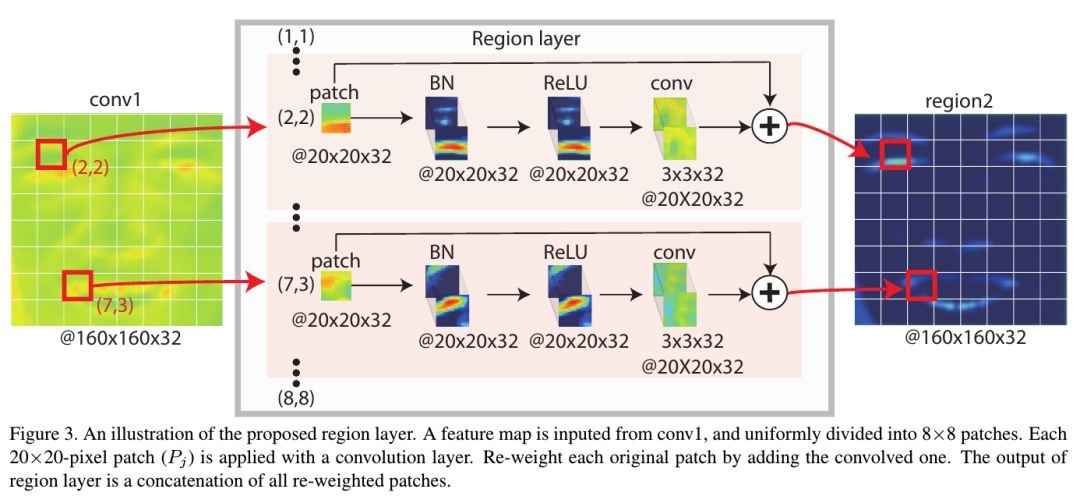 Region layer
conv1
(2,2)
(7,3)
@160x160x32
(1,1)
patch
BN
ReLU
conv
(2,2)
@20x20x32
@20x20x32
@20x20x32
3x3x32
@20X20x32
patch
BN
ReLU
conv
(7,3)
@20x20x32
@20x20x32
@20x20x32
3x3x32
@20X20x32
(8,8)
region2
@160x160x32
Figure 3. An illustration of the proposed region layer. A feature map is inputed from conv1, and uniformly divided into 8×8 patches. Each
20×20-pixel patch (Pj) is applied with a convolution layer. Re-weight each original patch by adding the convolved one. The output of
region layer is a concatenation of all re-weighted patches.